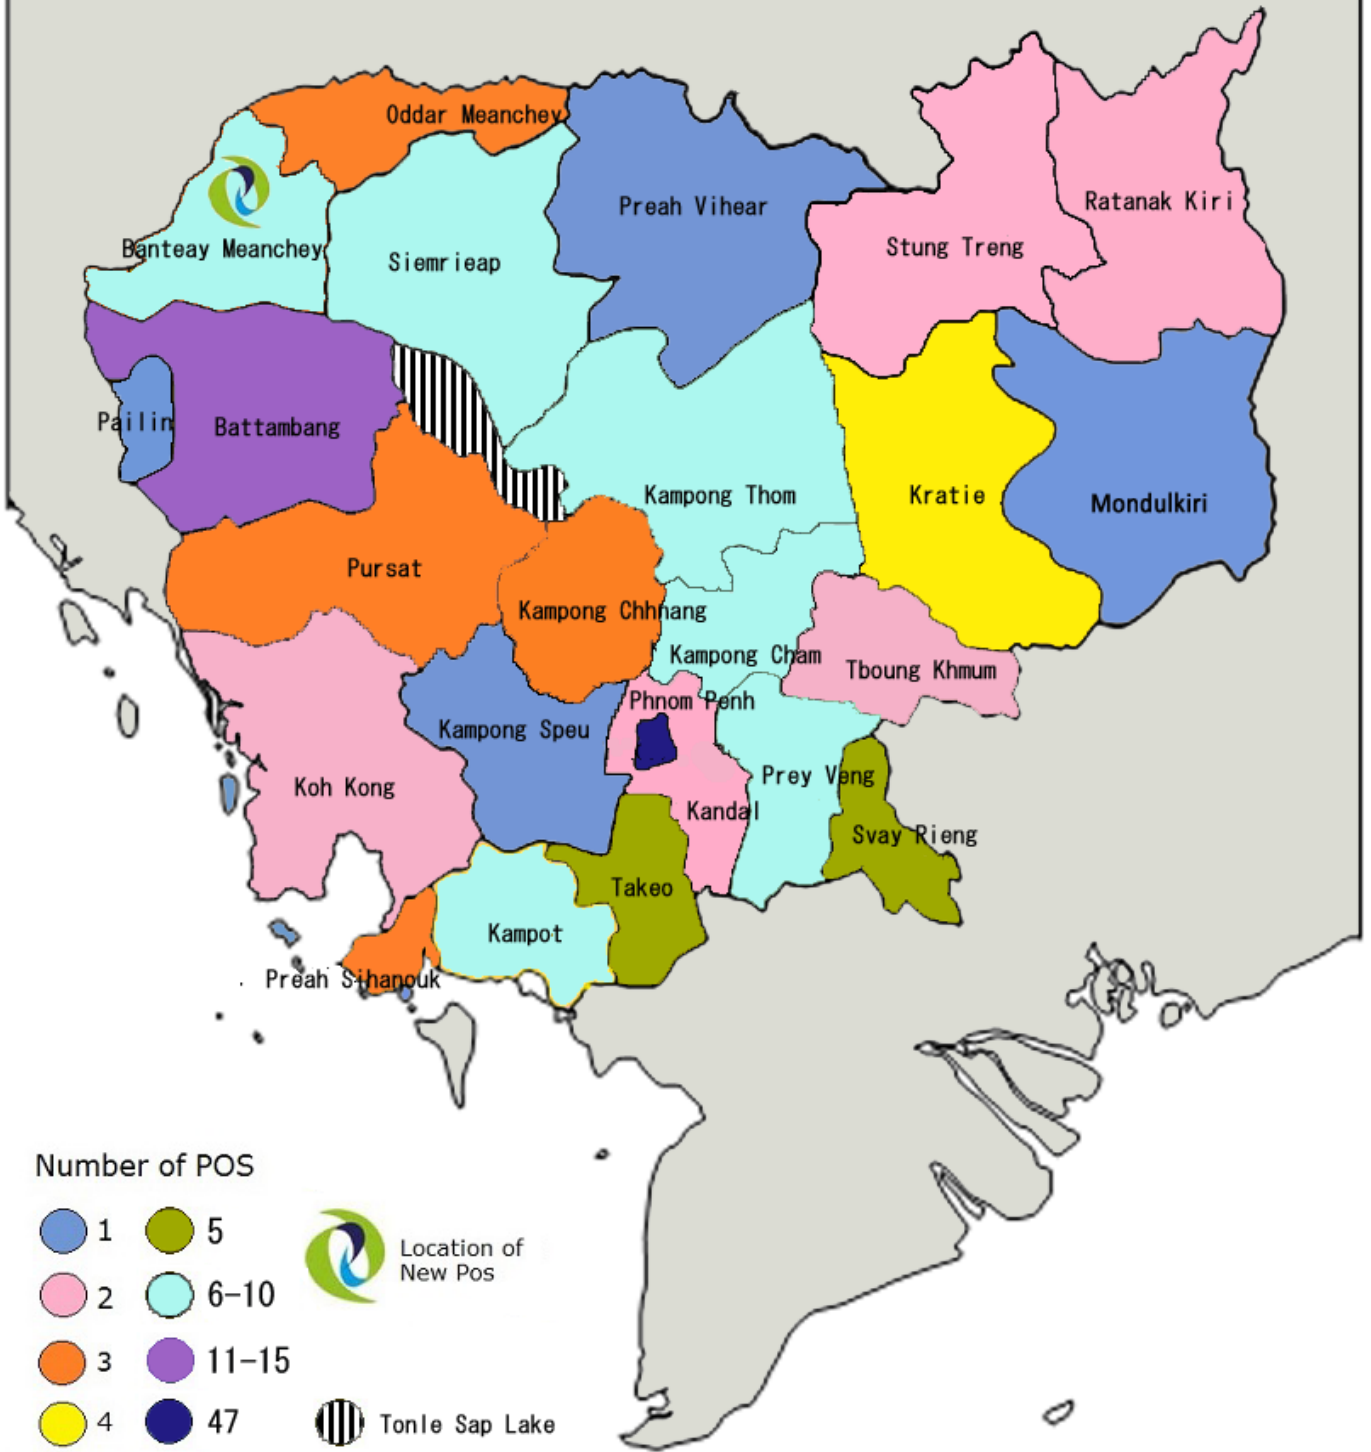 Oddar Meanchey
Preah Vihear
Ratanak Kiri
Banteay Meanchey
Siemrieap
Stung Treng
Pailin
Battambang
Kampong Thom
Kratie
Mondulkiri
Pursat
Kampong Chhnang
Kampong Cham
Tboung Khmum
Phnom Penh
Kampong Speu
Koh Kong
Prey Veng
Kandal
Svay Rieng
Takeo
Kampot
Preah Sihanouk
Number of POS
1
5
2
6-10
3
11-15
4
47
Location of
New Pos
Tonle Sap Lake